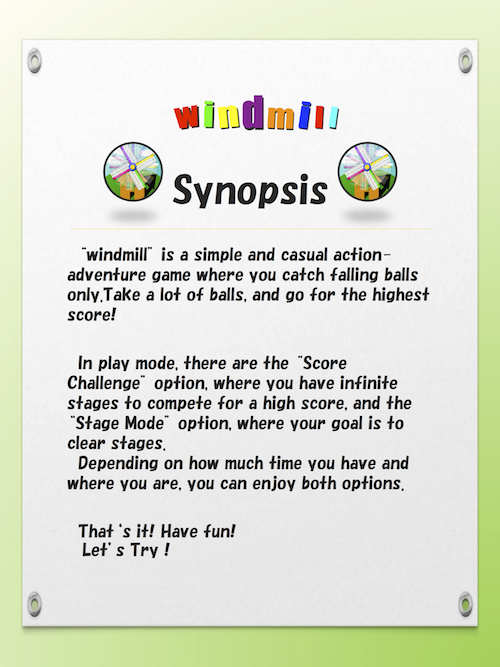 windmill
Synopsis
"windmill" is a simple and casual action-
adventure game where you catch falling balls
only.Take a lot of balls, and go for the highest
score!
In play mode, there are the "Score
Challenge" option, where you have infinite
stages to compete for a high score, and the
"Stage Mode" option, where your goal is to
clear stages.
Depending on how much time you have and
where you are, you can enjoy both options.
That's it! Have fun!
Let's Try !